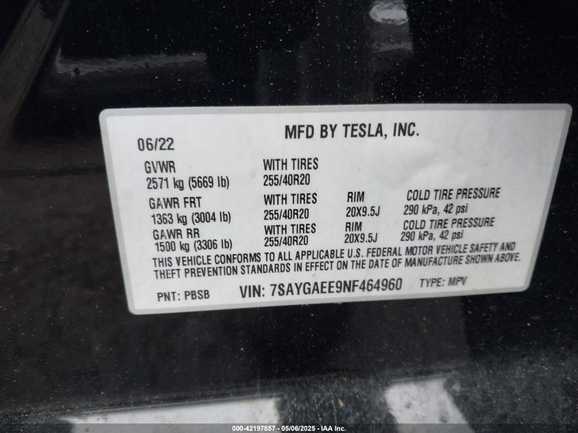 MFD BY TESLA, INC.
06/22
GVWR WITH TIRES
2571 kg (5669 lb) 255/40R20
GAWR FRT WITH TIRES RIM COLD TIRE PRESSURE
1363 kg (3004 lb) 255/40R20 20X9.5J 290 kPa, 42 psi
GAWR RR WITH TIRES RIM COLD TIRE PRESSURE
1500 kg (3306 lb) 255/40R20 20X9.5J 290 kPa, 42 psi
THIS VEHICLE CONFORMS TO ALL APPLICABLE U.S. FEDERAL MOTOR VEHICLE SAFETY AND
THEFT PREVENTION STANDARDS IN EFFECT ON THE DATE OF MANUFACTURE SHOWN ABOVE.
PNT: PBSB VIN: 7SAYGAEE9NF464960 TYPE: MPV
000-42197857 - 05/06/2025 - IAA Inc.